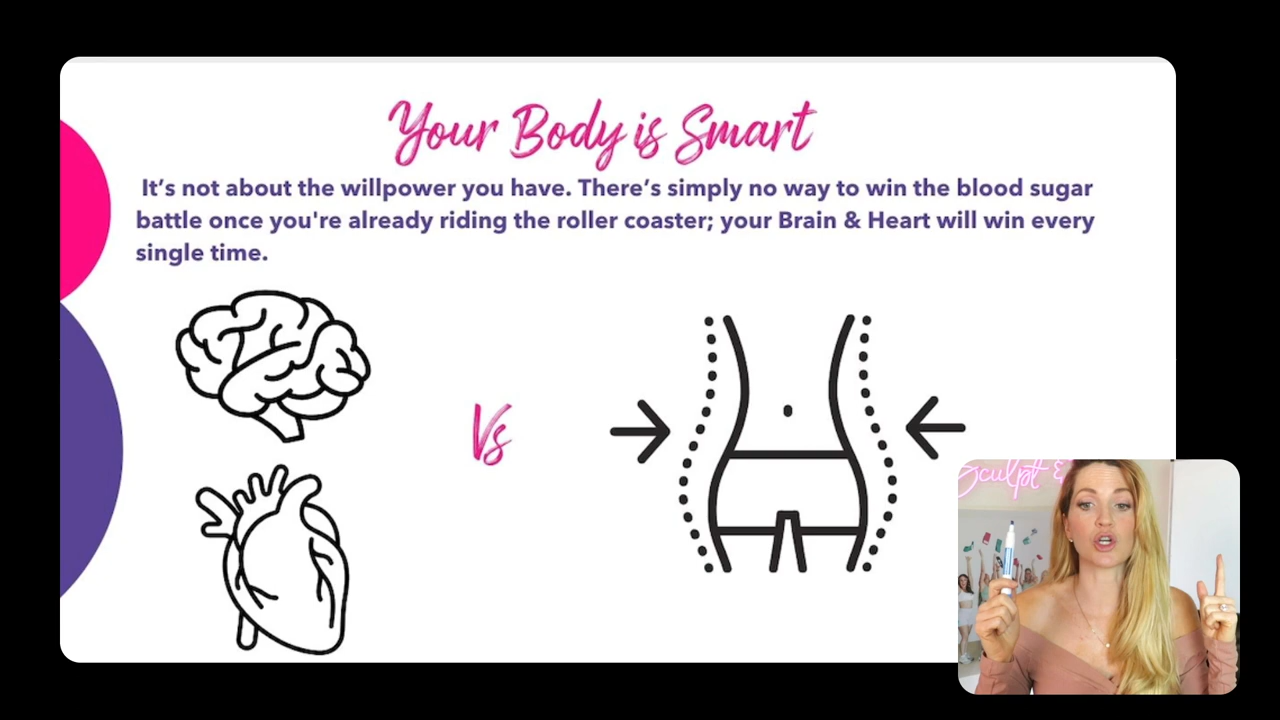 Your Body is Smart
It's not about the willpower you have. There's simply no way to win the blood sugar
battle once you're already riding the roller coaster; your Brain & Heart will win every
single time.
Vs
Sculpt &